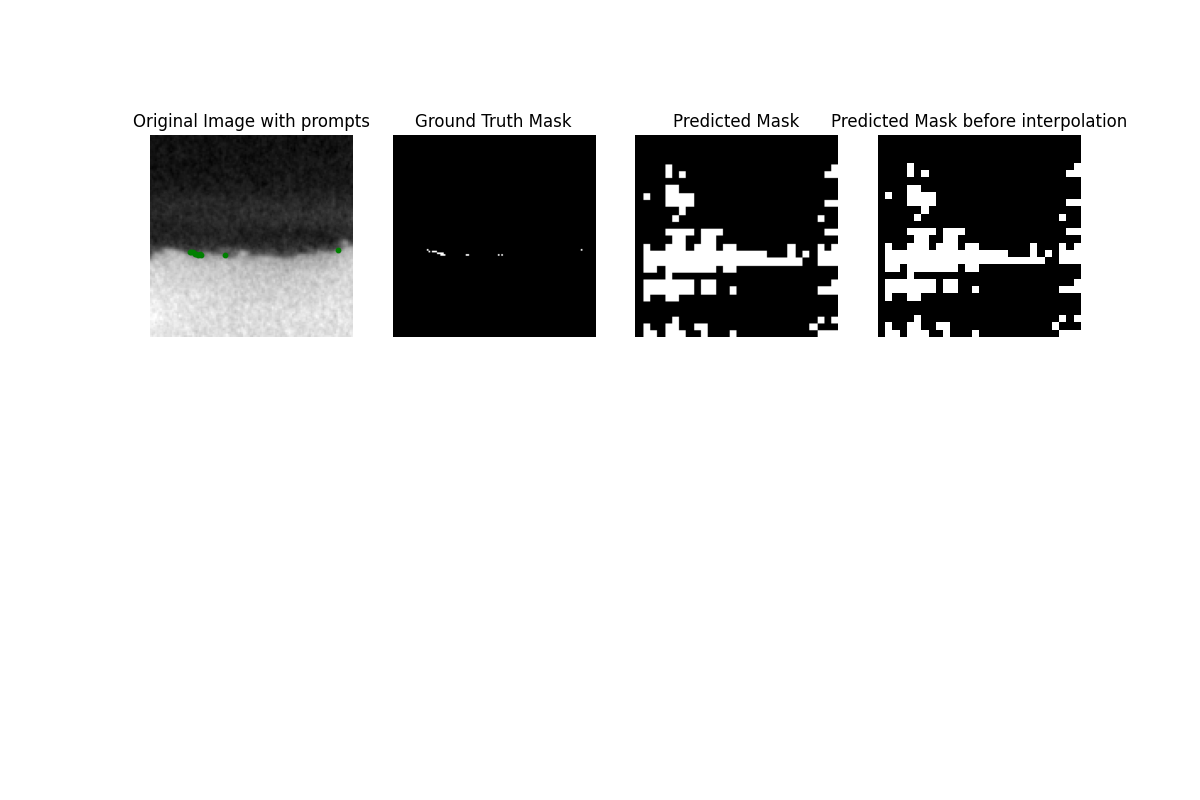 Original Image with prompts
Ground Truth Mask
Predicted Mask
Predicted Mask before interpolation